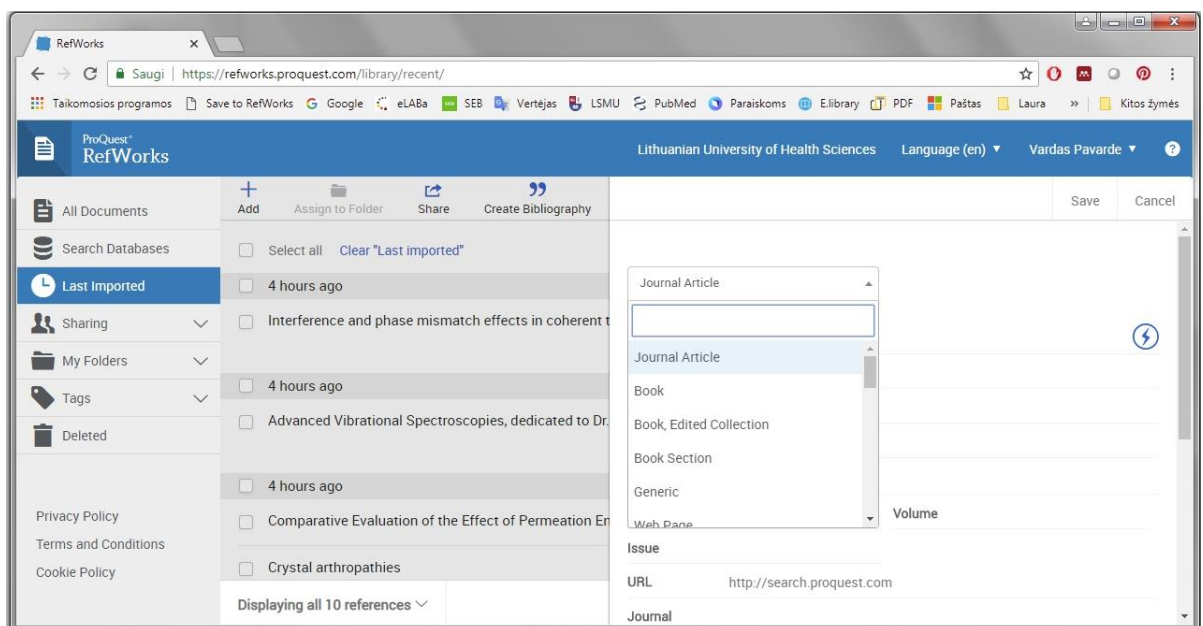 RefWorks
Saugi | https://refworks.proquest.com/library/recent/
Taikomosios programos Save to RefWorks Google eLABa SEB Vertėjas LSMU PubMed Paraiskoms E.library PDF Paštas Laura » Kitos žymės
ProQuest®
RefWorks
Lithuanian University of Health Sciences Language (en) Vardas Pavarde ?
All Documents
Search Databases
Last Imported
Sharing
My Folders
Tags
Deleted
Privacy Policy
Terms and Conditions
Cookie Policy
Add Assign to Folder Share Create Bibliography
Select all Clear "Last imported"
4 hours ago
Interference and phase mismatch effects in coherent t
4 hours ago
Advanced Vibrational Spectroscopies, dedicated to Dr.
4 hours ago
Comparative Evaluation of the Effect of Permeation En
Crystal arthropathies
Displaying all 10 references
Save Cancel
Journal Article
Journal Article
Book
Book, Edited Collection
Book Section
Generic
Web Page
Volume
Issue
URL http://search.proquest.com
Journal